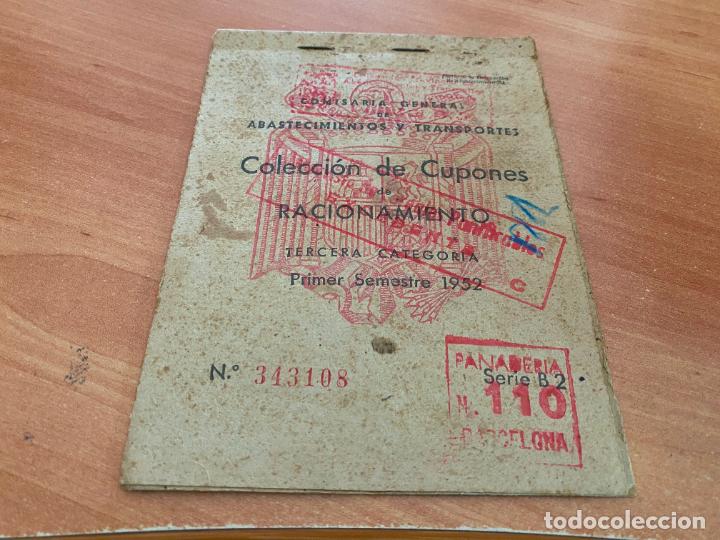 COMISARIA GENERAL
DE
ABASTECIMIENTOS Y TRANSPORTES
Colección de Cupones
de
RACIONAMIENTO
TERCERA CATEGORIA
Primer Semestre 1952
C
N.º 343108
Serie B 2
PANADERIA
N. 110
BARCELONA
todocoleccion.net